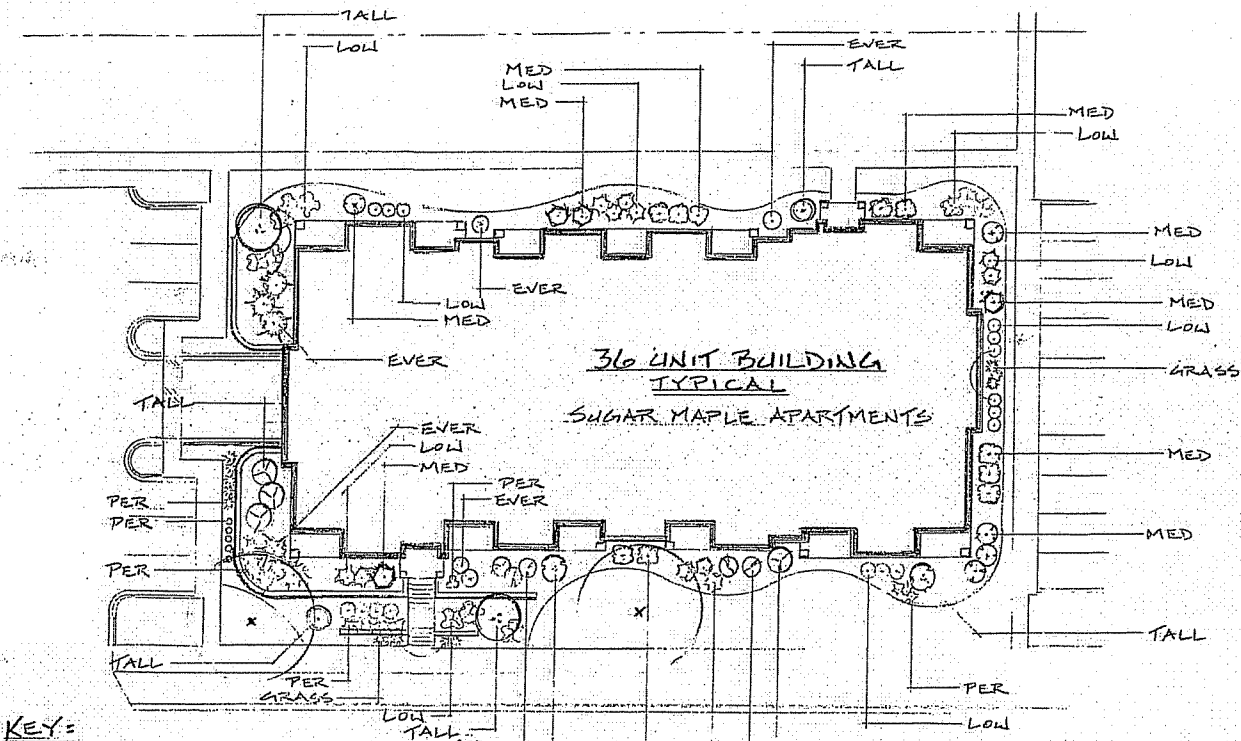 TALL
LOW
EVER
TALL
MED
LOW
MED
MED
LOW
MED
LOW
MED
LOW
GRASS
MED
MED
TALL
LOW
MED
EVER
EVER
36 UNIT BUILDING
TYPICAL
SUGAR MAPLE APARTMENTS
TALL
EVER
LOW
MED
PER
EVER
PER
PER
PER
X
X
TALL
PER
GRASS
LOW
TALL
PER
LOW
KEY: